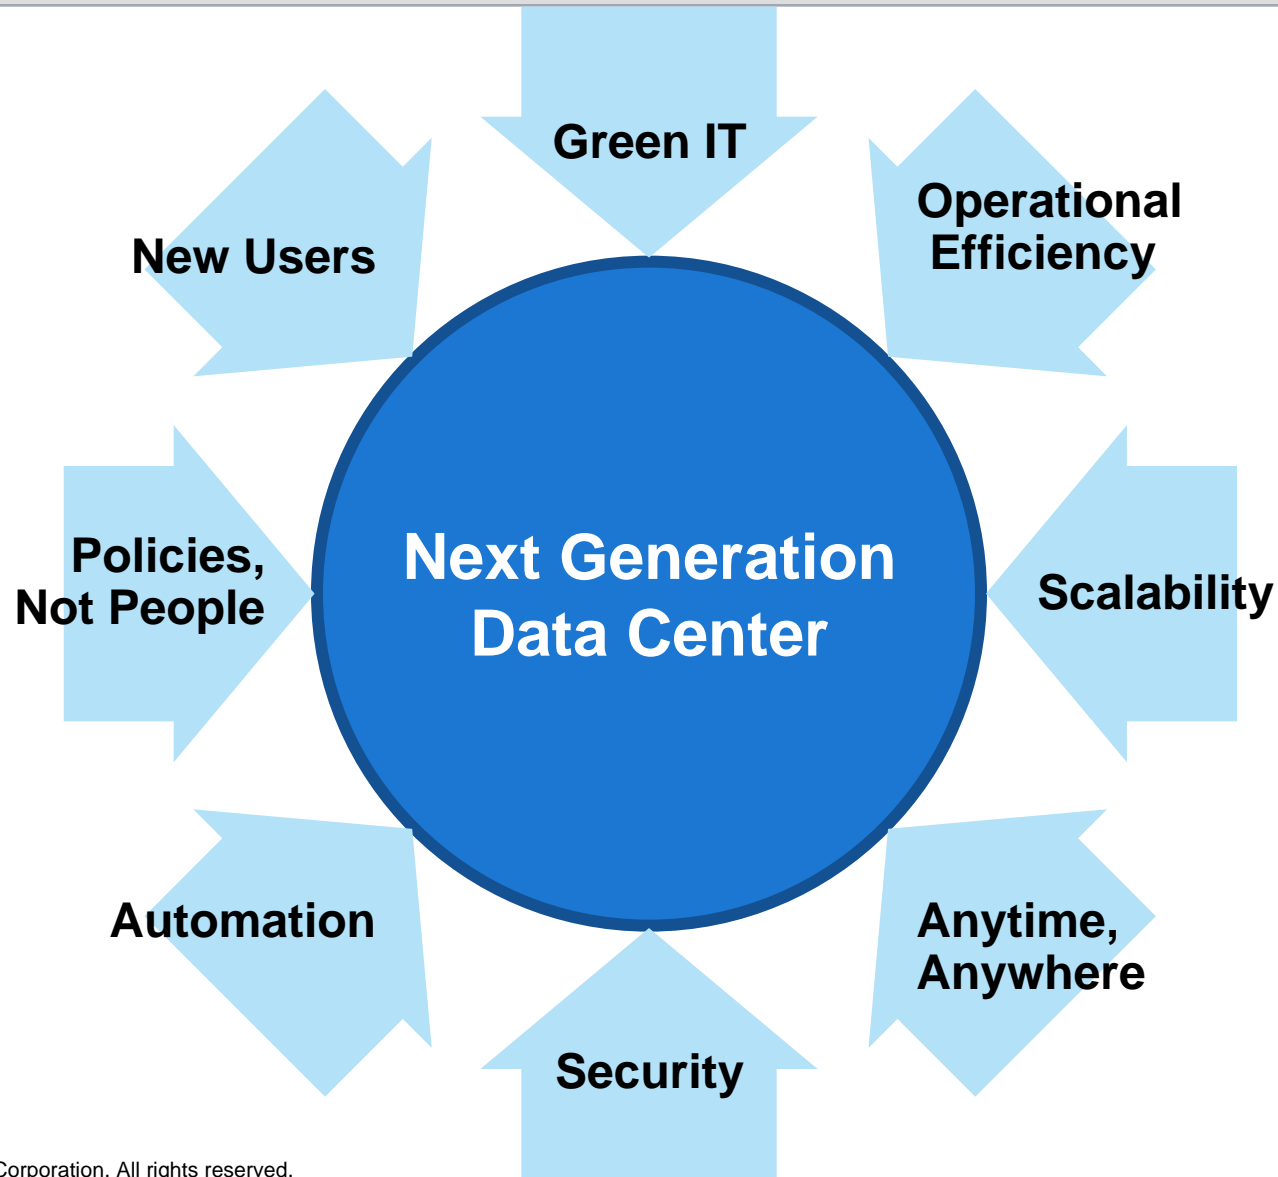 Green IT
Operational
Efficiency
New Users
Policies,
Not People
Next Generation
Data Center
Scalability
Automation
Anytime,
Anywhere
Security
Corporation. All rights reserved.